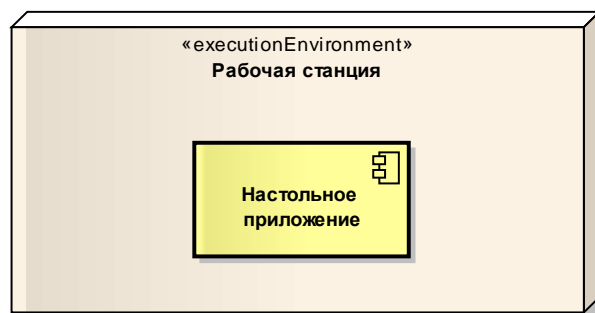 «executionEnvironment»
Рабочая станция
Настольное
приложение